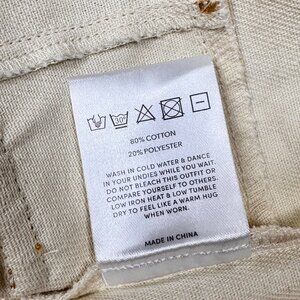 30°
80% COTTON
20% POLYESTER
WASH IN COLD WATER & DANCE
IN YOUR UNDIES WHILE YOU WAIT.
DO NOT BLEACH THIS OUTFIT OR
COMPARE YOURSELF TO OTHERS.
LOW IRON HEAT & LOW TUMBLE
DRY TO FEEL LIKE A WARM HUG
WHEN WORN.
MADE IN CHINA